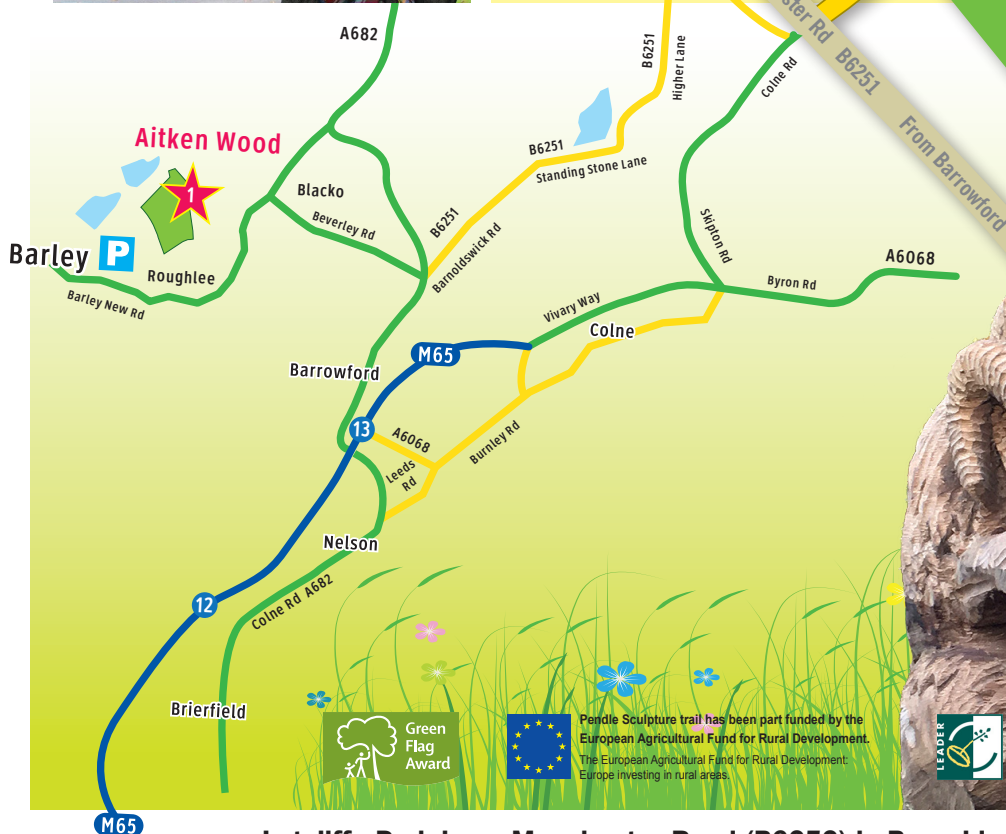 A682
B6251
Higher Lane
Colne Rd
ster Rd B6251
From Barrowford
Aitken Wood
1
B6251
Standing Stone Lane
Blacko
Beverley Rd
B6251
Barnoldswick Rd
Skipton Rd
Barley
P
Roughlee
Barley New Rd
A6068
Byron Rd
Vivary Way
Colne
M65
Barrowford
13
A6068
Leeds
Rd
Burnley Rd
Nelson
12
Colne Rd A682
Brierfield
Green
Flag
Award
Pendle Sculpture trail has been part funded by the
European Agricultural Fund for Rural Development.
The European Agricultural Fund for Rural Development:
Europe investing in rural areas.
LEADER
M65